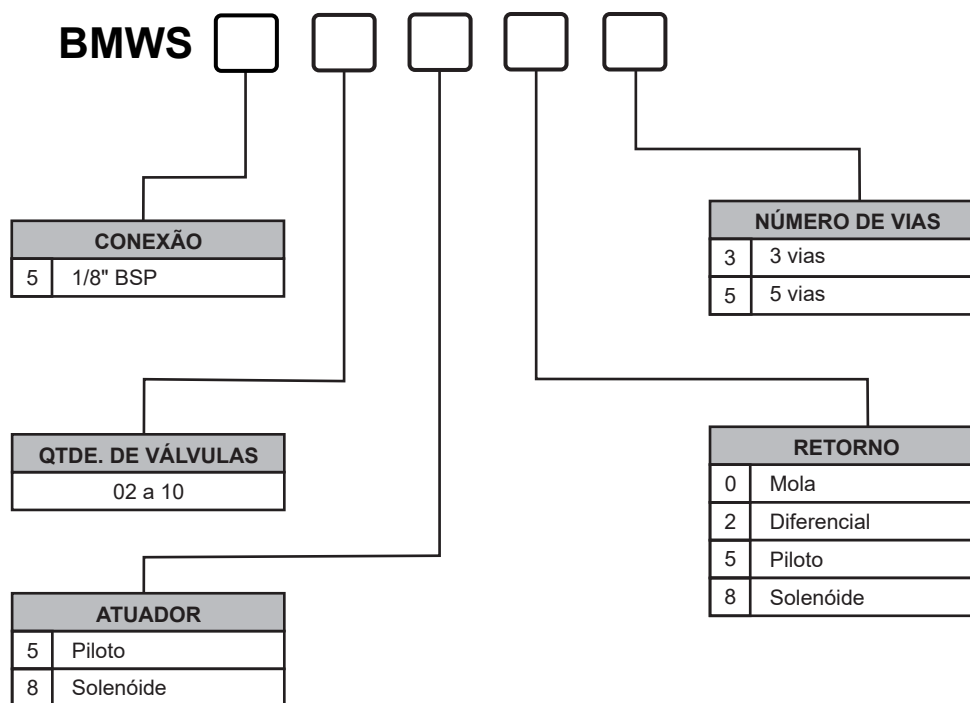 BMWS
CONEXÃO
5 1/8" BSP
QTDE. DE VÁLVULAS
02 a 10
ATUADOR
5 Piloto
8 Solenóide
NÚMERO DE VIAS
3 3 vias
5 5 vias
RETORNO
0 Mola
2 Diferencial
5 Piloto
8 Solenóide